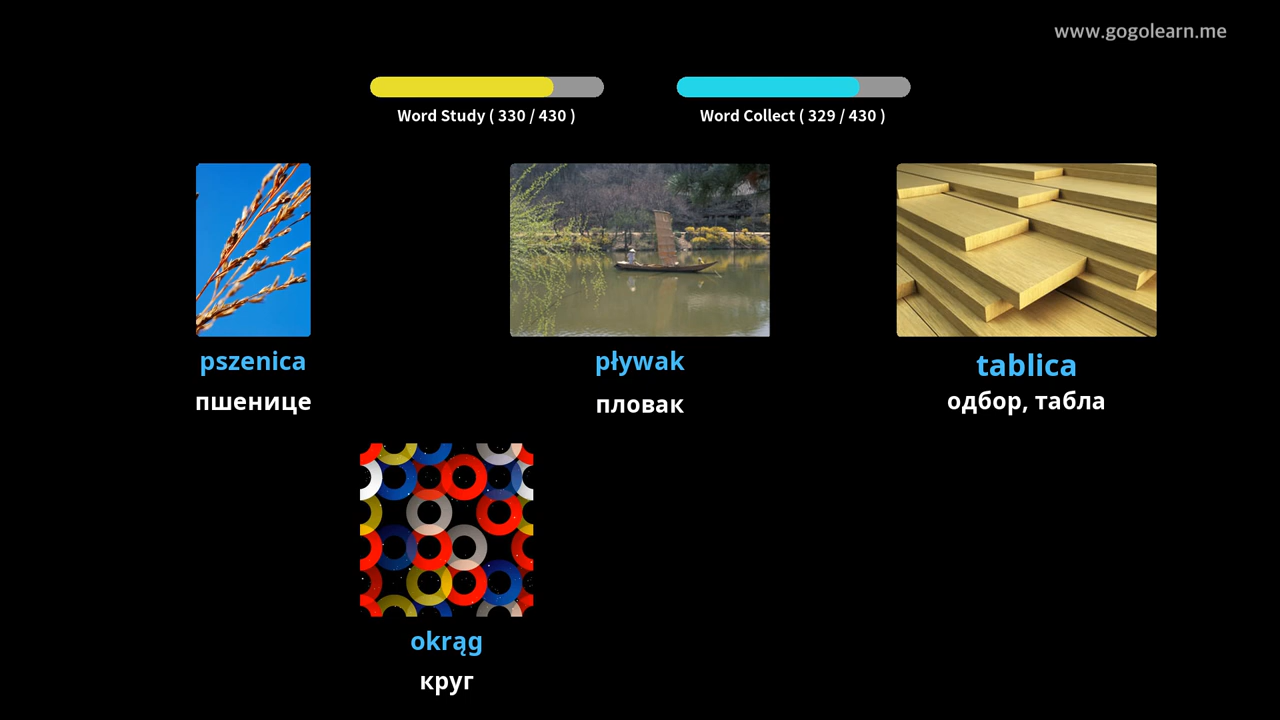 www.gogolearn.me
Word Study ( 330 / 430 )
Word Collect ( 329 / 430 )
pszenica
пшенице
pływak
пловак
tablica
одбор, табла
okrąg
круг